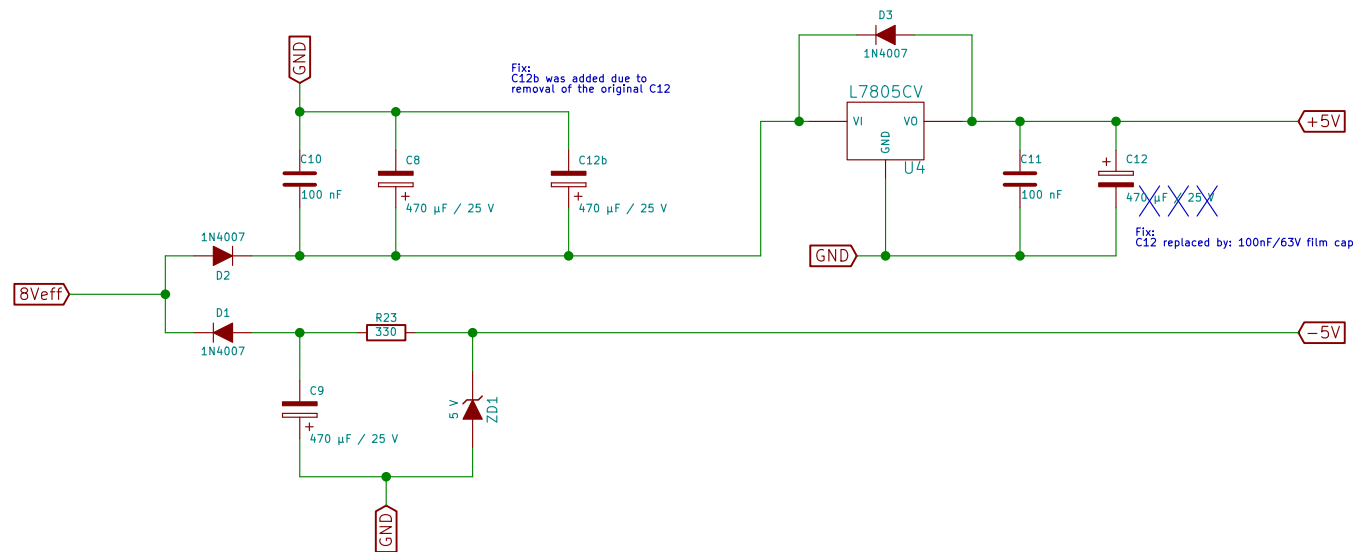 D3
1N4007
GND
Fix:
C12b was added due to
removal of the original C12
L7805CV
VI
VO
GND
U4
+5V
C10
100 nF
C8
+
470 µF / 25 V
C12b
+
470 µF / 25 V
C11
100 nF
+
C12
470 µF / 25 V
Fix:
C12 replaced by: 100nF/63V film cap
1N4007
D2
GND
8Veff
D1
1N4007
R23
330
-5V
C9
+
470 µF / 25 V
5 V
ZD1
GND